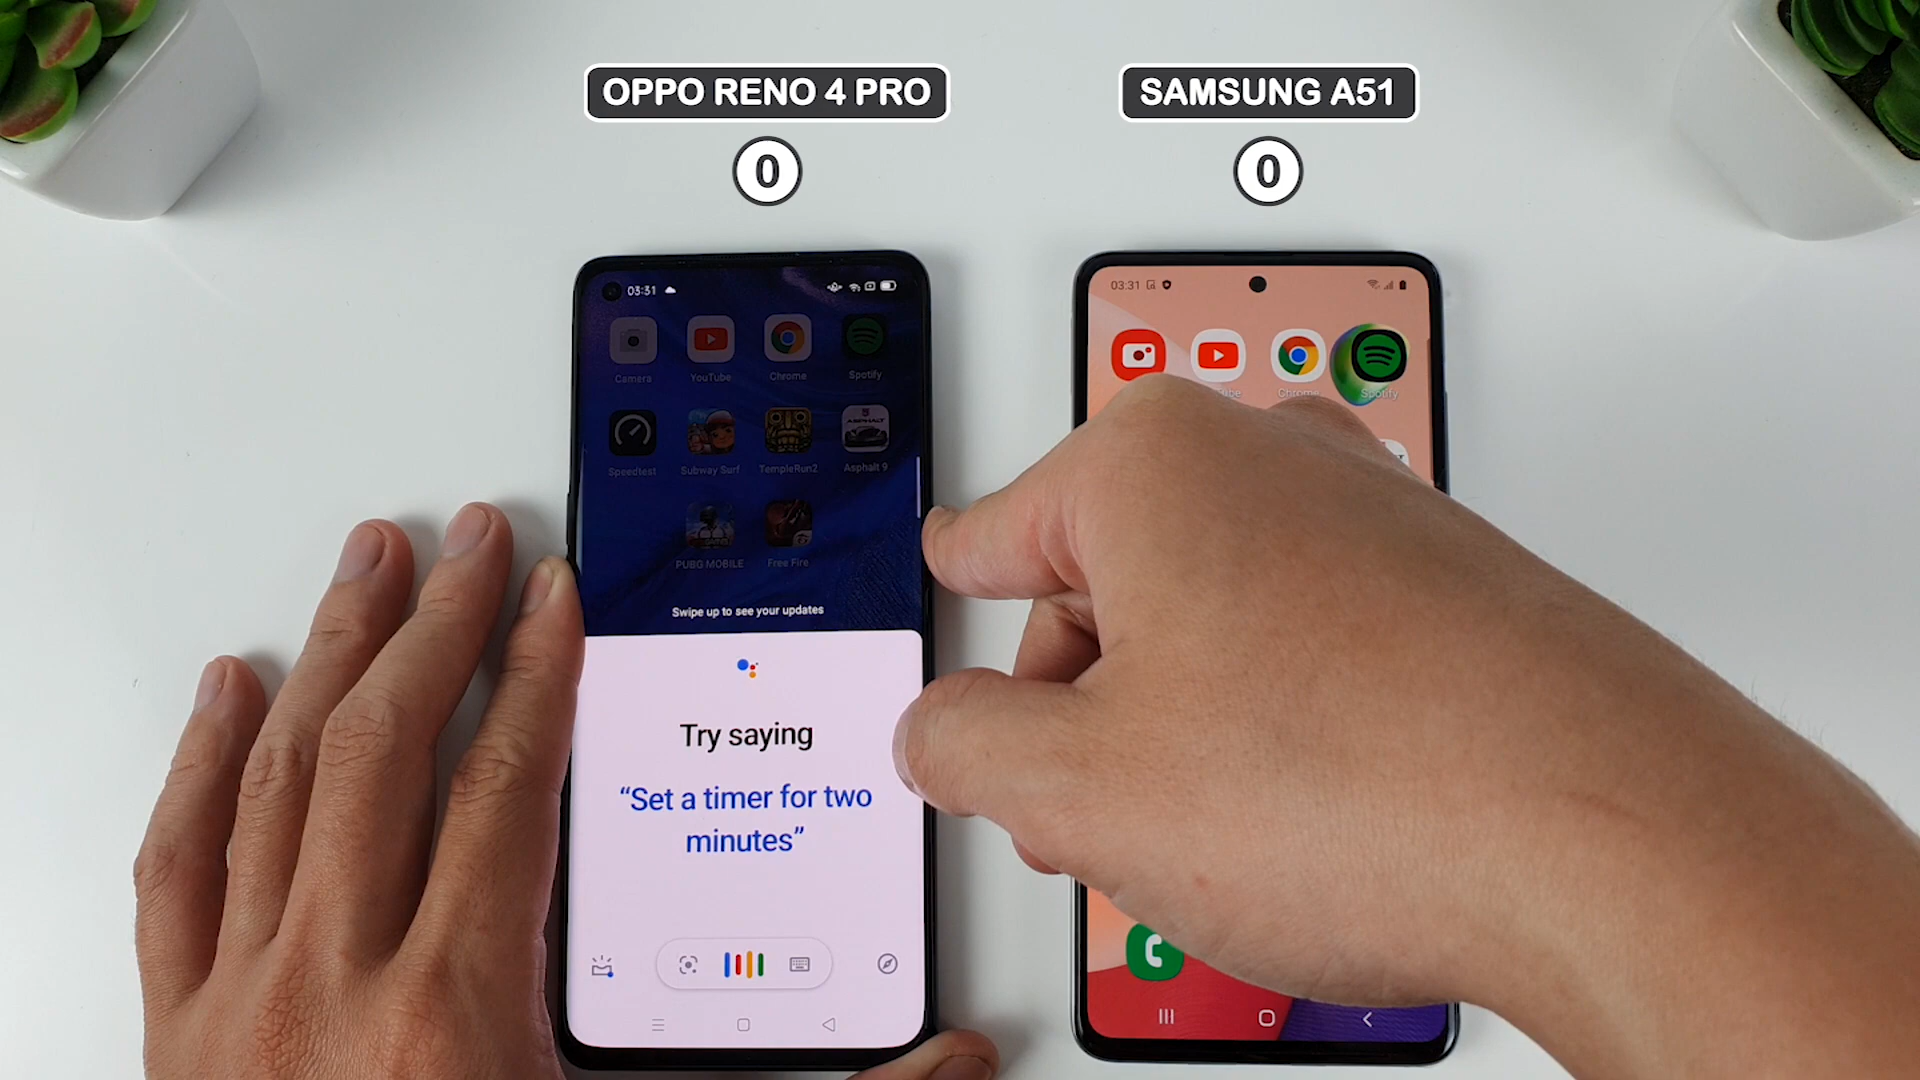 OPPO RENO 4 PRO
SAMSUNG A51
0
0
03:31
03:31
Camera
YouTube
Chrome
Spotify
Chrome
Spotify
Speedtest
Subway Surf
TempleRun2
ASPHALT
Asphalt 9
PUBG MOBILE
Free Fire
Swipe up to see your updates
Try saying
“Set a timer for two
minutes”